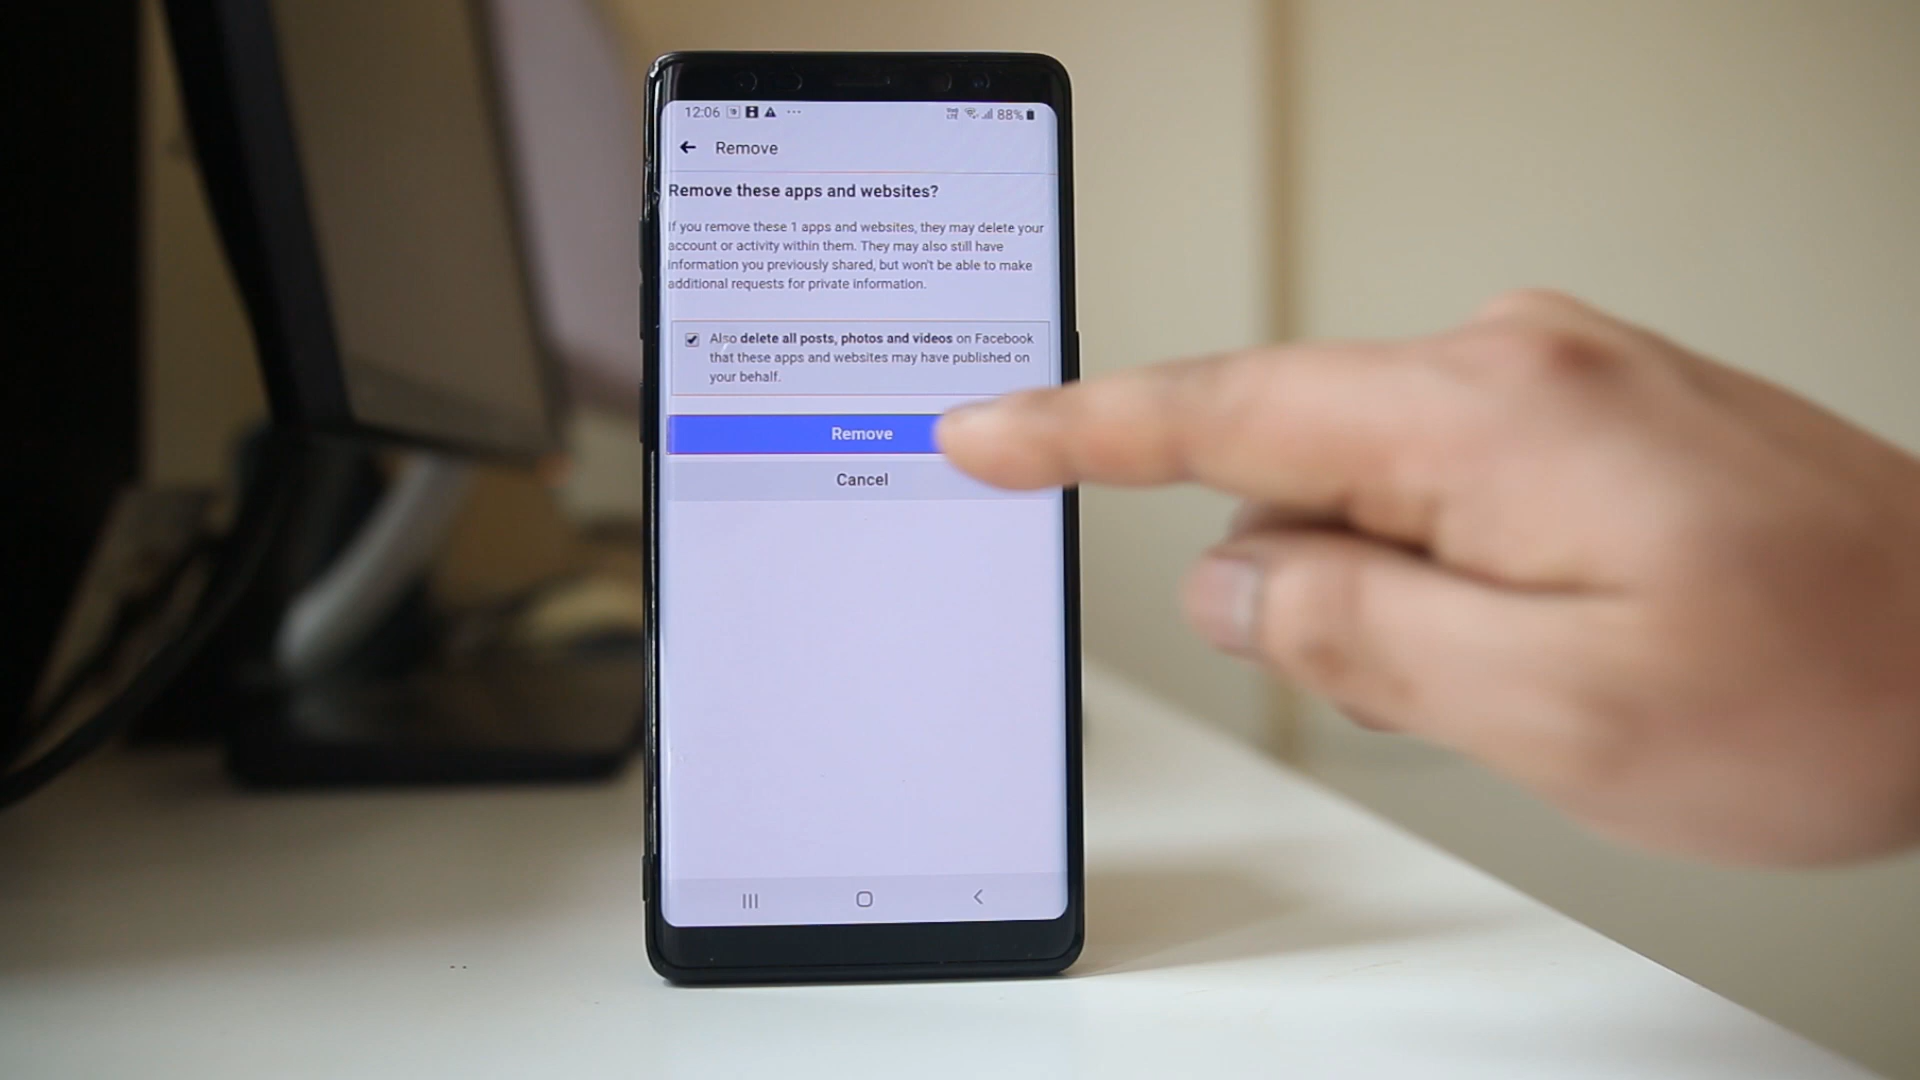 12:06 88%
Remove
Remove these apps and websites?
If you remove these 1 apps and websites, they may delete your
account or activity within them. They may also still have
information you previously shared, but won't be able to make
additional requests for private information.
Also delete all posts, photos and videos on Facebook
that these apps and websites may have published on
your behalf.
Remove
Cancel